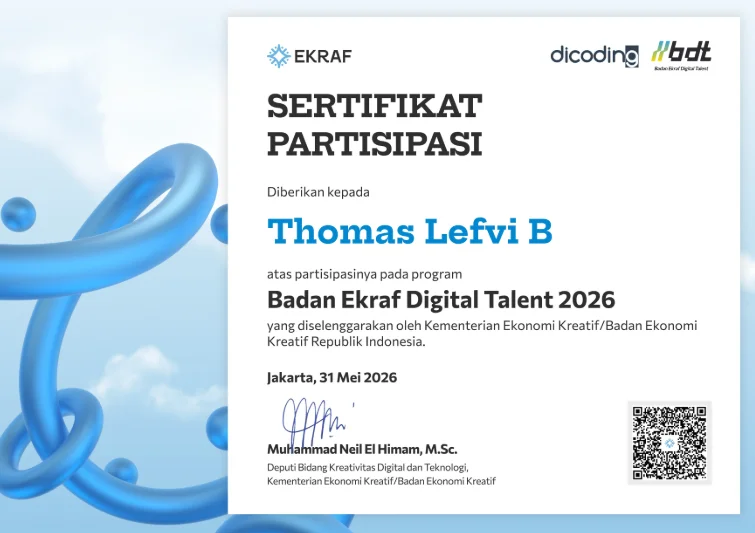 EKRAF
dicoding
bdt
Badan Ekraf Digital Talent
SERTIFIKAT
PARTISIPASI
Diberikan kepada
Thomas Lefvi B
atas partisipasinya pada program
Badan Ekraf Digital Talent 2026
yang diselenggarakan oleh Kementerian Ekonomi Kreatif/Badan Ekonomi
Kreatif Republik Indonesia.
Jakarta, 31 Mei 2026
Muhammad Neil El Himam, M.Sc.
Deputi Bidang Kreativitas Digital dan Teknologi,
Kementerian Ekonomi Kreatif/Badan Ekonomi Kreatif